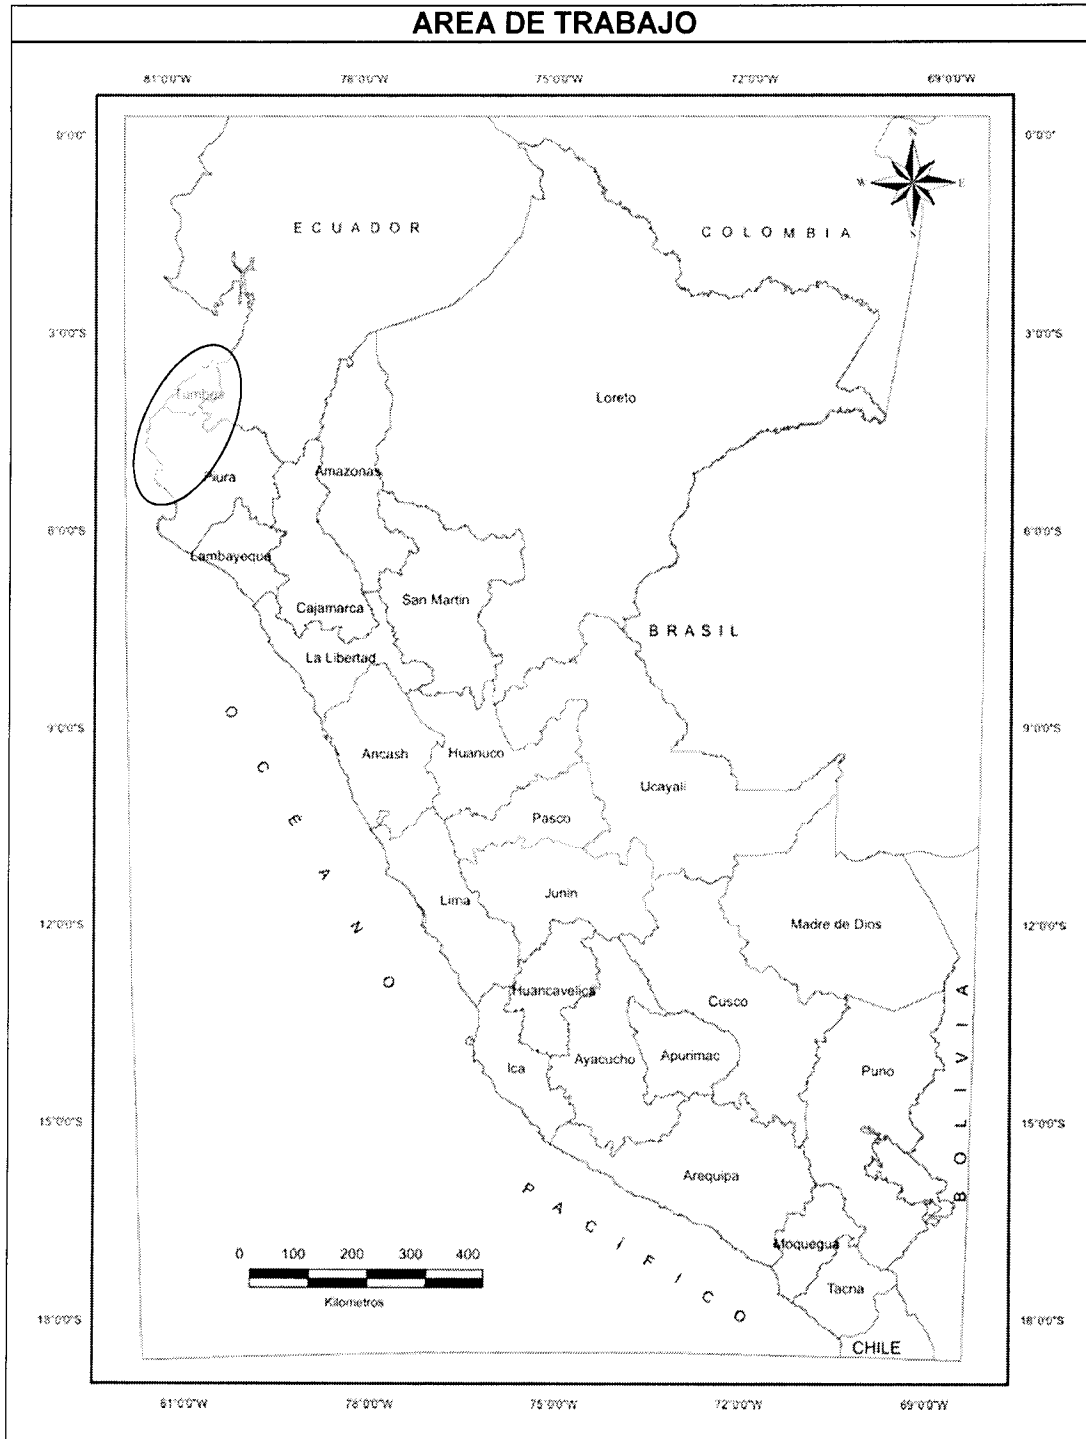 AREA DE TRABAJO
81°0'0"W 78°0'0"W 75°0'0"W 72°0'0"W 69°0'0"W
0°0'0" 0°0'0"
N
W E
S
ECUADOR
COLOMBIA
3°0'0"S 3°0'0"S
Tumbes
Loreto
Amazonas
Piura
6°0'0"S 6°0'0"S
Lambayeque
Cajamarca
San Martin
BRASIL
La Libertad
9°0'0"S 9°0'0"S
Ancash
Huanuco
Ucayali
Pasco
Junin
Lima
12°0'0"S 12°0'0"S
Madre de Dios
OCÉANO
Huancavelica
Cusco
BOLIVIA
Ica
Ayacucho
Apurimac
Puno
15°0'0"S 15°0'0"S
Arequipa
PACÍFICO
Moquegua
0 100 200 300 400
Kilometros
Tacna
18°0'0"S 18°0'0"S
CHILE
81°0'0"W 78°0'0"W 75°0'0"W 72°0'0"W 69°0'0"W